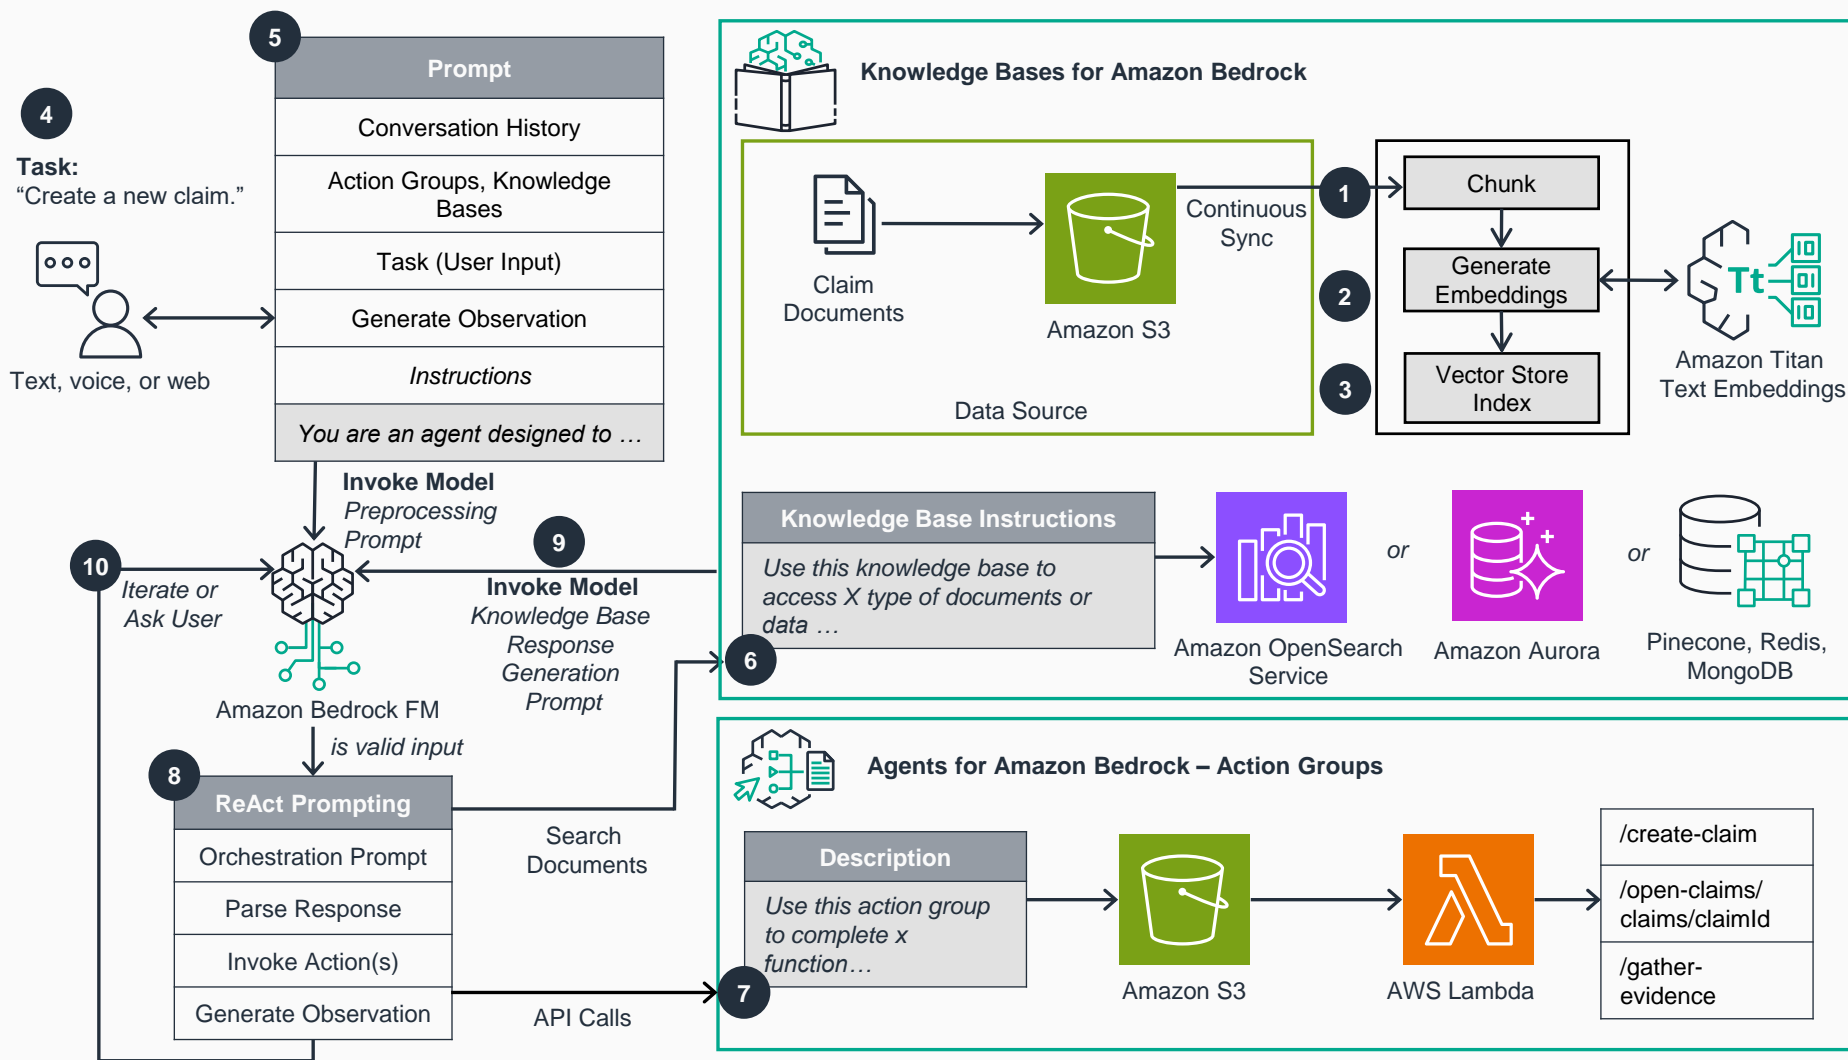 5
Prompt
Conversation History
Action Groups, Knowledge
Bases
Task (User Input)
Generate Observation
Instructions
You are an agent designed to …
4
Task:
“Create a new claim.”
Text, voice, or web
Invoke Model
Preprocessing
Prompt
10
Iterate or
Ask User
9
Invoke Model
Knowledge Base
Response
Generation
Prompt
Amazon Bedrock FM
is valid input
8
ReAct Prompting
Orchestration Prompt
Parse Response
Invoke Action(s)
Generate Observation
Search
Documents
API Calls
Knowledge Bases for Amazon Bedrock
Claim
Documents
Amazon S3
Continuous
Sync
Data Source
1
Chunk
2
Generate
Embeddings
3
Vector Store
Index
Tt
Amazon Titan
Text Embeddings
Knowledge Base Instructions
Use this knowledge base to
access X type of documents or
data …
6
Amazon OpenSearch
Service
or
Amazon Aurora
or
Pinecone, Redis,
MongoDB
Agents for Amazon Bedrock – Action Groups
Description
Use this action group
to complete x
function…
7
Amazon S3
AWS Lambda
/create-claim
/open-claims/
claims/claimId
/gather-
evidence